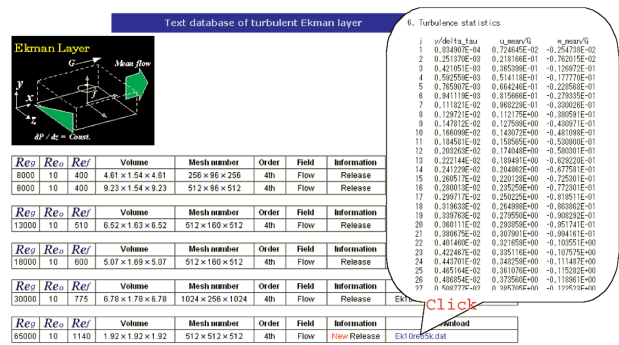 Text database of turbulent Ekman layer
Ekman Layer
G
Mean flow
y
f
x
z
dP / dz = Const.
Reg Reo Ref Volume Mesh number Order Field Information
8000 10 400 4.61 × 1.54 × 4.61 256 × 96 × 256 4th Flow Release
8000 10 400 9.23 × 1.54 × 9.23 512 × 96 × 512 4th Flow Release
Reg Reo Ref Volume Mesh number Order Field Information
13000 10 510 6.52 × 1.63 × 6.52 512 × 160 × 512 4th Flow Release
Reg Reo Ref Volume Mesh number Order Field Information
18000 10 600 5.07 × 1.69 × 5.07 512 × 160 × 512 4th Flow Release
Reg Reo Ref Volume Mesh number Order Field Information
30000 10 775 6.78 × 1.78 × 6.78 1024 × 256 × 1024 4th Flow Release
Reg Reo Ref Volume Mesh number Order Field Information
65000 10 1140 1.92 × 1.92 × 1.92 512 × 512 × 512 4th Flow New Release Ek10re65k.dat
6. Turbulence statistics
j y/delta_tau u_mean/G w_mean/G
1 0.834907E-04 0.724645E-02 -0.254738E-02
2 0.251370E-03 0.218166E-01 -0.762015E-02
3 0.421051E-03 0.365399E-01 -0.126972E-01
4 0.592559E-03 0.514118E-01 -0.177770E-01
5 0.765907E-03 0.664246E-01 -0.228568E-01
6 0.941119E-03 0.815666E-01 -0.279335E-01
7 0.111821E-02 0.968229E-01 -0.330026E-01
8 0.129721E-02 0.112175E+00 -0.380591E-01
9 0.147812E-02 0.127599E+00 -0.430971E-01
10 0.166099E-02 0.143072E+00 -0.481098E-01
11 0.184581E-02 0.158565E+00 -0.530900E-01
12 0.203263E-02 0.174048E+00 -0.580301E-01
13 0.222144E-02 0.189491E+00 -0.629220E-01
14 0.241229E-02 0.204862E+00 -0.677581E-01
15 0.260517E-02 0.220128E+00 -0.725301E-01
16 0.280013E-02 0.235259E+00 -0.772301E-01
17 0.299717E-02 0.250225E+00 -0.818511E-01
18 0.319633E-02 0.264998E+00 -0.863862E-01
19 0.339763E-02 0.279550E+00 -0.908292E-01
20 0.360111E-02 0.293859E+00 -0.951741E-01
21 0.380675E-02 0.307901E+00 -0.994161E-01
22 0.401460E-02 0.321659E+00 -0.103551E+00
23 0.422467E-02 0.335116E+00 -0.107575E+00
24 0.443701E-02 0.348259E+00 -0.111487E+00
25 0.465164E-02 0.361076E+00 -0.115282E+00
26 0.486854E-02 0.373560E+00 -0.118961E+00
27 0.508777E-02 0.385705E+00 -0.122523E+00
Click